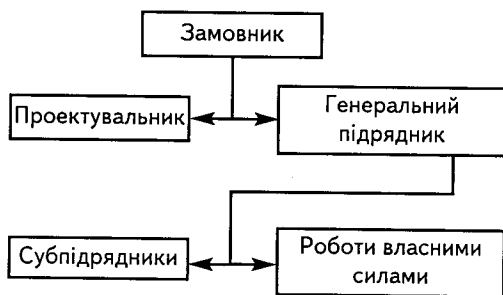 Замовник
Проектувальник
Генеральний
підрядник
Субпідрядники
Роботи власними
силами